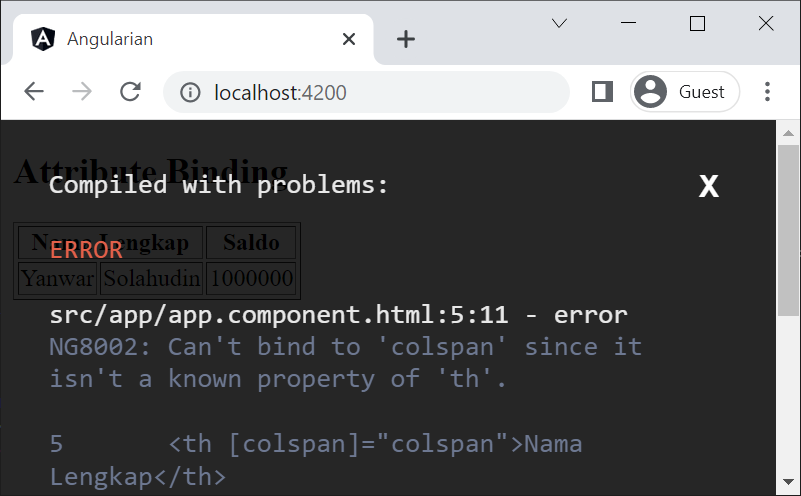 Angularian
localhost:4200
Guest
Attribute Binding
Compiled with problems:
X
Nama Lengkap Saldo
ERROR
Yanwar Solahudin 1000000
src/app/app.component.html:5:11 - error
NG8002: Can't bind to 'colspan' since it
isn't a known property of 'th'.
5 <th [colspan]="colspan">Nama
Lengkap</th>